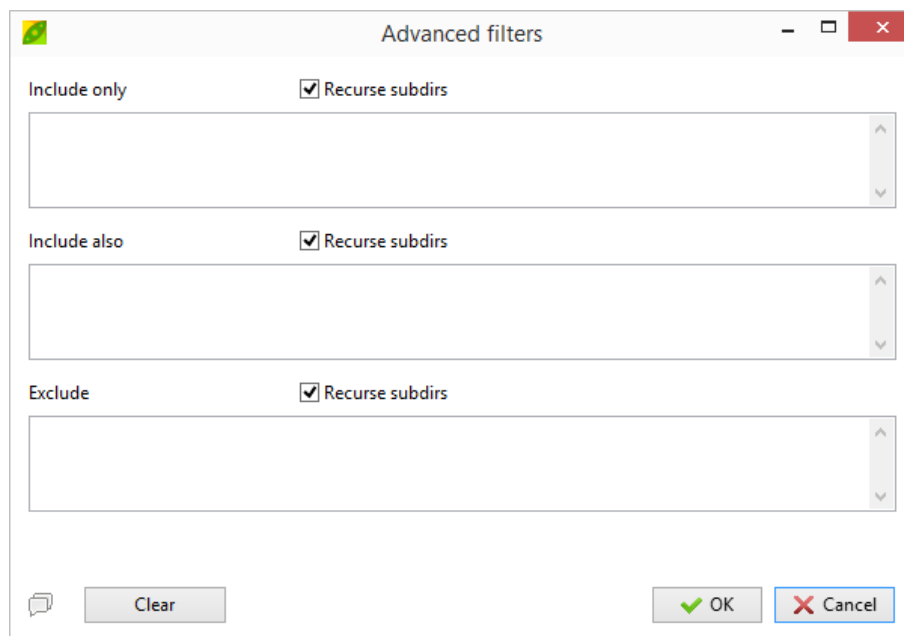 Advanced filters
Include only
Recurse subdirs
Include also
Recurse subdirs
Exclude
Recurse subdirs
Clear
OK
Cancel